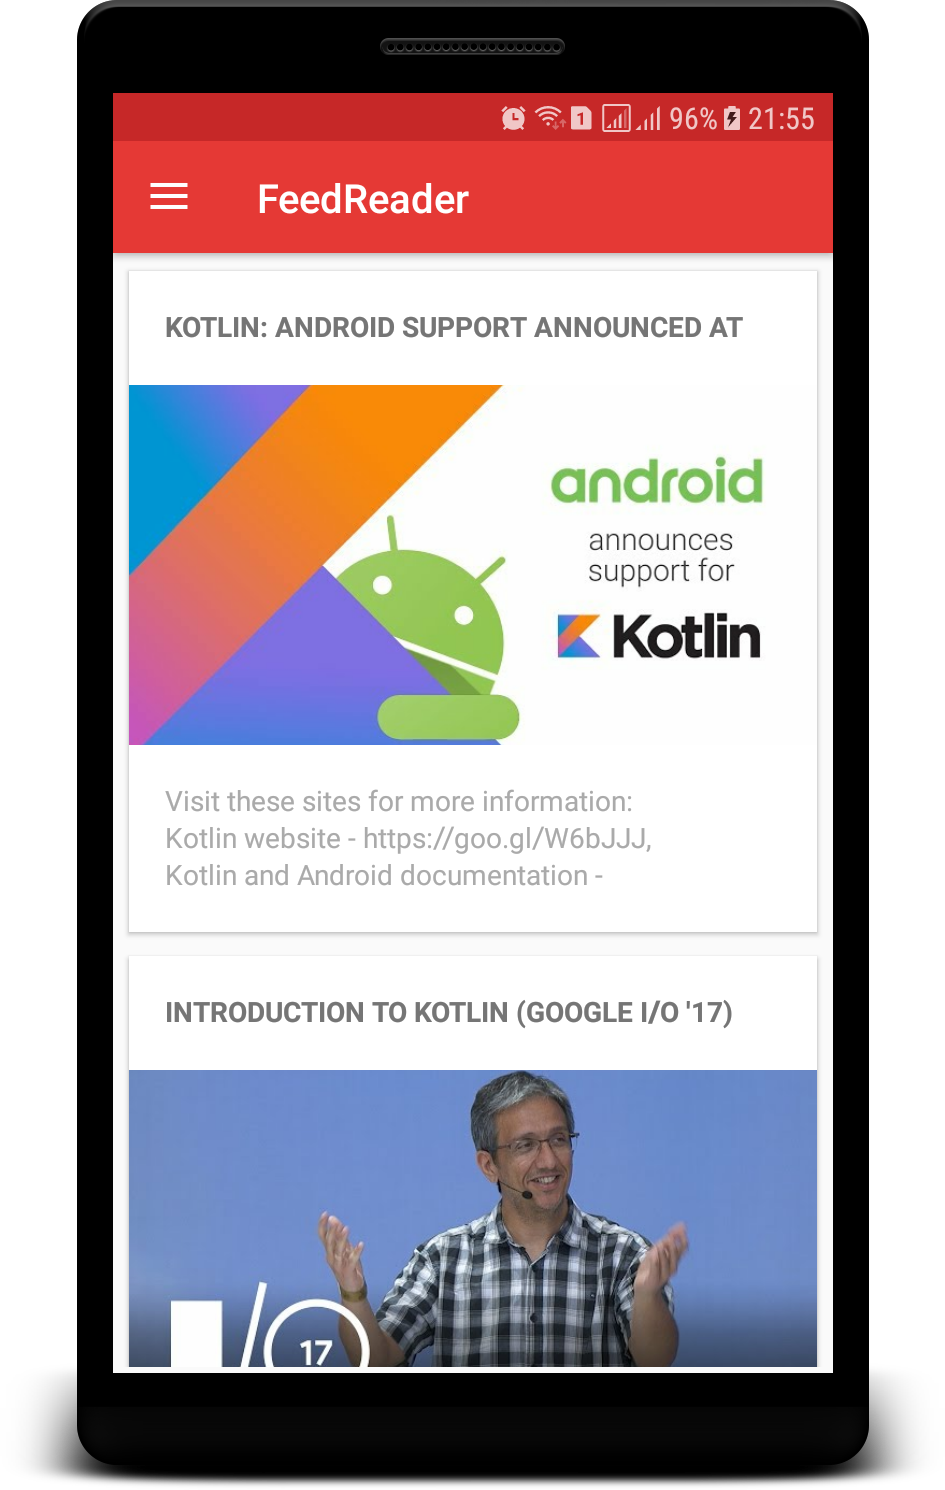 1 96% 21:55
FeedReader
KOTLIN: ANDROID SUPPORT ANNOUNCED AT
android
announces
support for
Kotlin
Visit these sites for more information:
Kotlin website - https://goo.gl/W6bJJJ,
Kotlin and Android documentation -
INTRODUCTION TO KOTLIN (GOOGLE I/O '17)
I/O
17